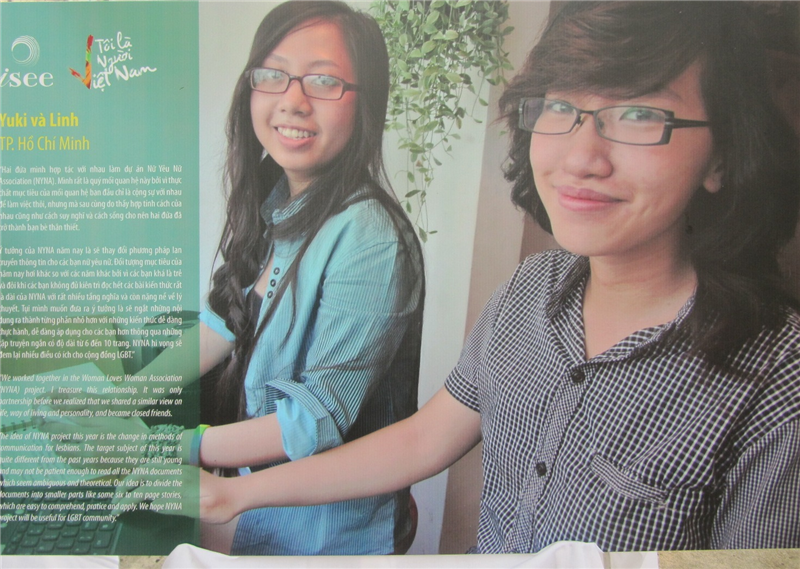 isee
Tôi là
Người
Việt Nam
Yuki và Linh
TP. Hồ Chí Minh
"Hai đứa mình hợp tác với nhau làm dự án Nữ Yêu Nữ
Association (NYNA). Mình rất là quý mối quan hệ này bởi vì thực
chất mục tiêu của mối quan hệ ban đầu chỉ là cộng sự với nhau
để làm việc thôi, nhưng mà sau cùng do thấy hợp tính cách của
nhau cũng như cách suy nghĩ và cách sống cho nên hai đứa đã
trở thành bạn bè thân thiết.
Ý tưởng của NYNA năm nay là sẽ thay đổi phương pháp lan
truyền thông tin cho các bạn nữ yêu nữ. Đối tượng mục tiêu của
năm nay hơi khác so với các năm khác bởi vì các bạn khá là trẻ
và đôi khi các bạn không đủ kiên trì đọc hết các bài kiến thức rất
là dài của NYNA với rất nhiều tầng nghĩa và còn nặng nề về lý
thuyết. Tụi mình muốn đưa ra ý tưởng là sẽ ngắt những nội
dung ra thành từng phần nhỏ hơn với những kiến thức dễ dàng
thực hành, dễ dàng áp dụng cho các bạn hơn thông qua những
tập truyện ngắn có độ dài từ 6 đến 10 trang. NYNA hi vọng sẽ
đem lại nhiều điều có ích cho cộng đồng LGBT."
"We worked together in the Woman Loves Woman Association
(NYNA) project. I treasure this relationship. It was only
partnership before we realized that we shared a similar view on
life, way of living and personality, and became closed friends.
The idea of NYNA project this year is the change in methods of
communication for lesbians. The target subject of this year is
quite different from the past years because they are still young
and may not be patient enough to read all the NYNA documents
which seem ambiguous and theoretical. Our idea is to divide the
documents into smaller parts like some six to ten page stories,
which are easy to comprehend, pratice and apply. We hope NYNA
project will be useful for LGBT community."